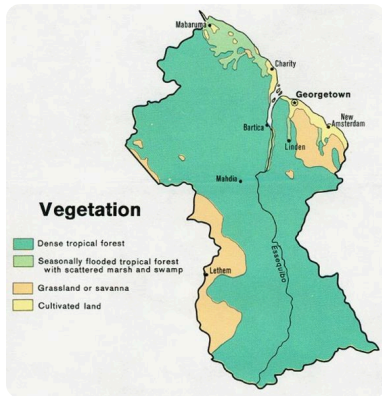 Mabaruma
Charity
Georgetown
New
Amsterdam
Bartica
Linden
Mahdia
Vegetation
Dense tropical forest
Seasonally flooded tropical forest
with scattered marsh and swamp
Grassland or savanna
Cultivated land
Essequibo
Lethem